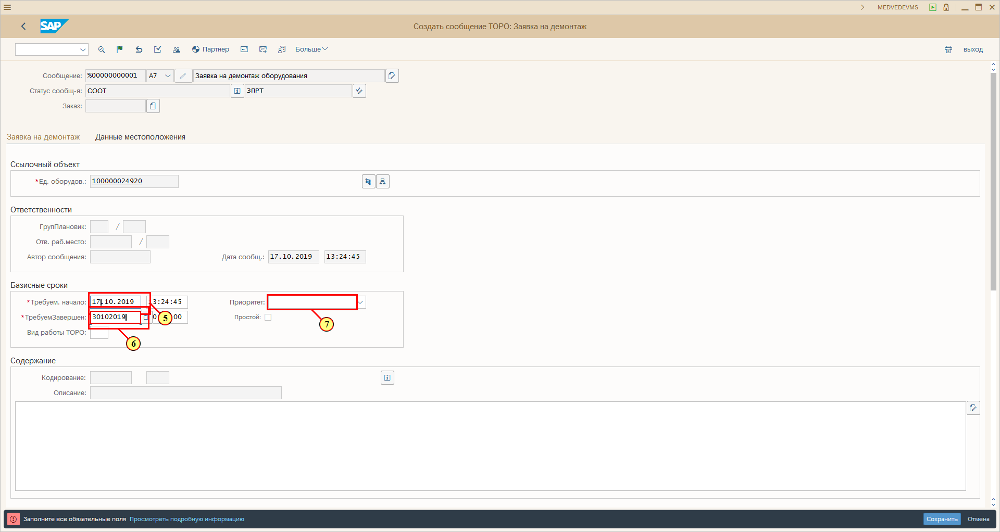 MEDVEDEVMS
SAP Создать сообщение ТОРО: Заявка на демонтаж
Партнер Больше выход
Сообщение: %00000000001 A7 Заявка на демонтаж оборудования
Статус сообщ-я: СООТ ЗПРТ
Заказ:
Заявка на демонтаж Данные местоположения
Ссылочный объект
*Ед. оборудов.: 100000024920
Ответственности
ГрупПлановик: /
Отв. раб.место: /
Автор сообщения: Дата сообщ.: 17.10.2019 13:24:45
Базисные сроки
*Требуем. начало: 17.10.2019 13:24:45 Приоритет:
*ТребуемЗавершен: 30102019 00 Простой:
5
7
Вид работы ТОРО:
6
Содержание
Кодирование:
Описание:
Заполните все обязательные поля Просмотреть подробную информацию Сохранить Отмена